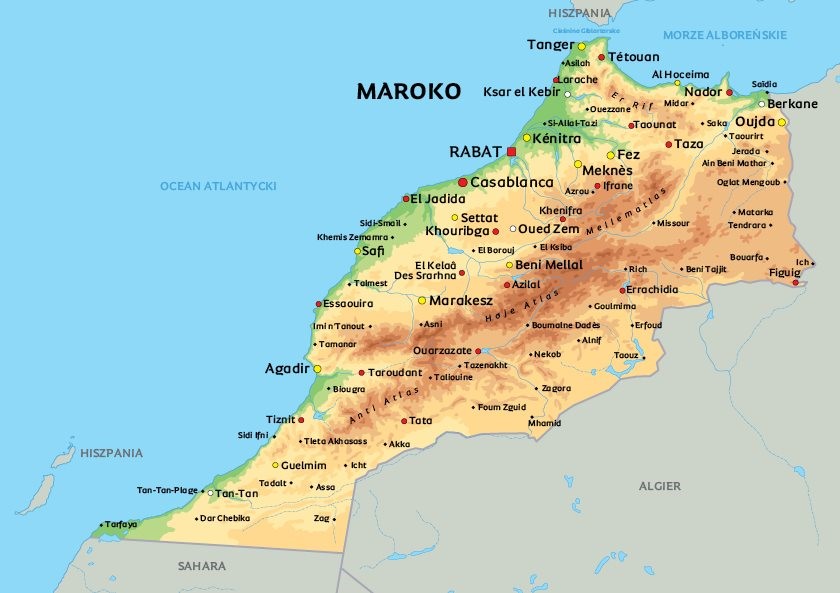 HISZPANIA
Cieśnina Gibraltarska
MORZE ALBOREŃSKIE
Tanger
Tétouan
Asilah
Larache
Al Hoceima
Saïdia
MAROKO
Ksar el Kebir
Nador
Berkane
Er Rif
Midar
Ouezzane
Si-Allal-Tazi
Taounat
Saka
Oujda
Kénitra
Taourirt
RABAT
Fez
Taza
Jerada
Meknès
Ain Beni Mathar
OCEAN ATLANTYCKI
Casablanca
Azrou
Ifrane
Oglat Mengoub
El Jadida
Mellematlas
Settat
Khenifra
Matarka
Sidi-Smaïl
Khouribga
Oued Zem
Missour
Tendrara
Khemis Zemamra
Safi
El Borouj
El Ksiba
Bouarfa
Ich
El Kelaâ
Des Srarhna
Beni Mellal
Rich
Beni Tajjit
Figuig
Talmest
Azilal
Errachidia
Essaouira
Marakesz
Høje Atlas
Goulmima
Imin'Tanout
Asni
Boumalne Dadès
Erfoud
Tamanar
Alnif
Ouarzazate
Nekob
Taouz
Agadir
Taroudant
Tazenakht
Taliouine
Biougra
Anti Atlas
Zagora
Foum Zguid
Tiznit
Tata
Mhamid
Sidi Ifni
Tleta Akhasass
Akka
HISZPANIA
Guelmim
Icht
Tadalt
Assa
ALGIER
Tan-Tan-Plage
Tan-Tan
Tarfaya
Dar Chebika
Zag
SAHARA